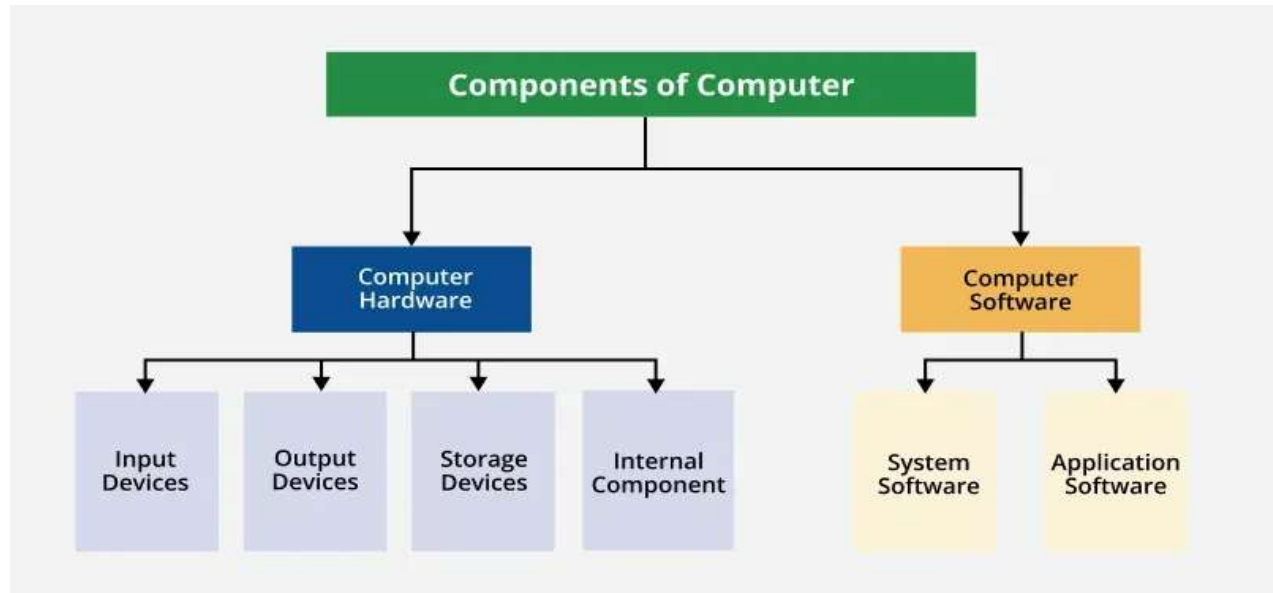 Components of Computer
Computer
Hardware
Computer
Software
Input
Devices
Output
Devices
Storage
Devices
Internal
Component
System
Software
Application
Software